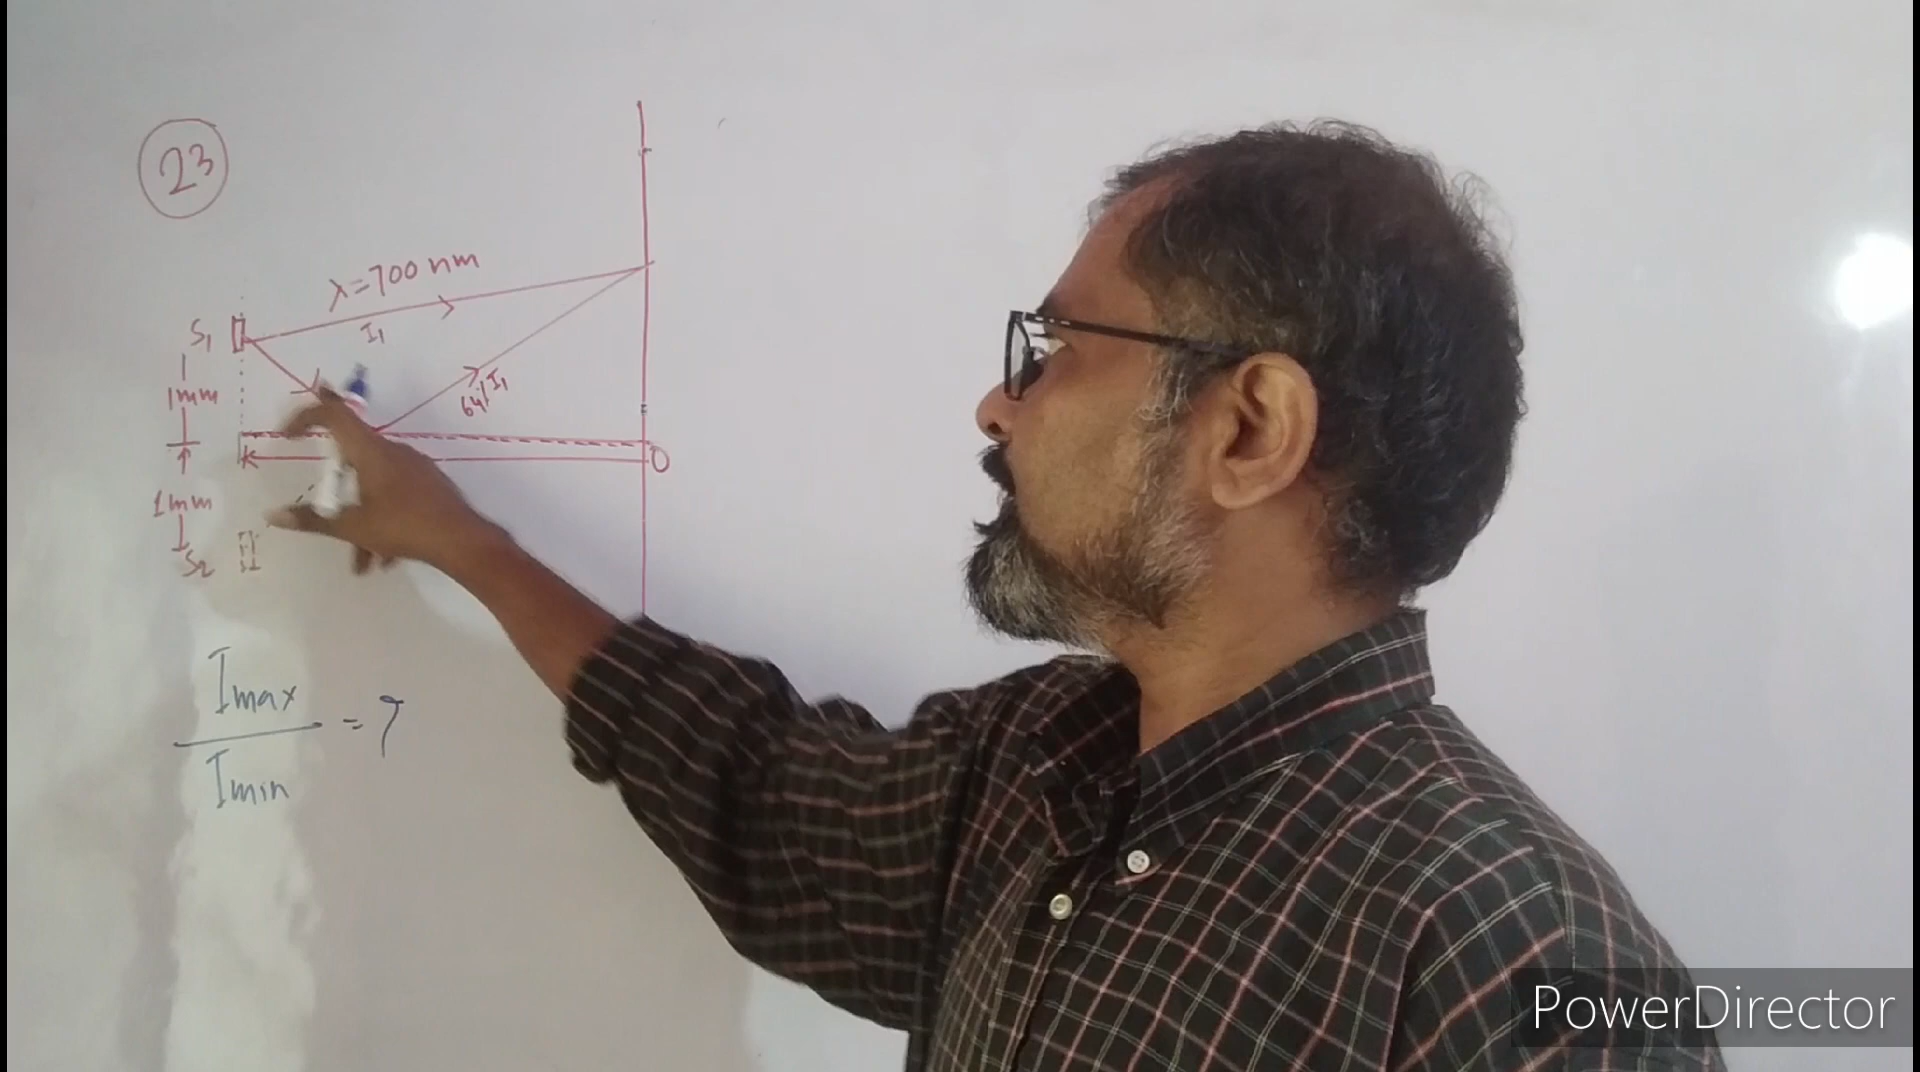 23
λ=700 nm
I₁
S₁
1mm
64% I₁
O
1mm
S₂
Imax
Imin
= ?
PowerDirector